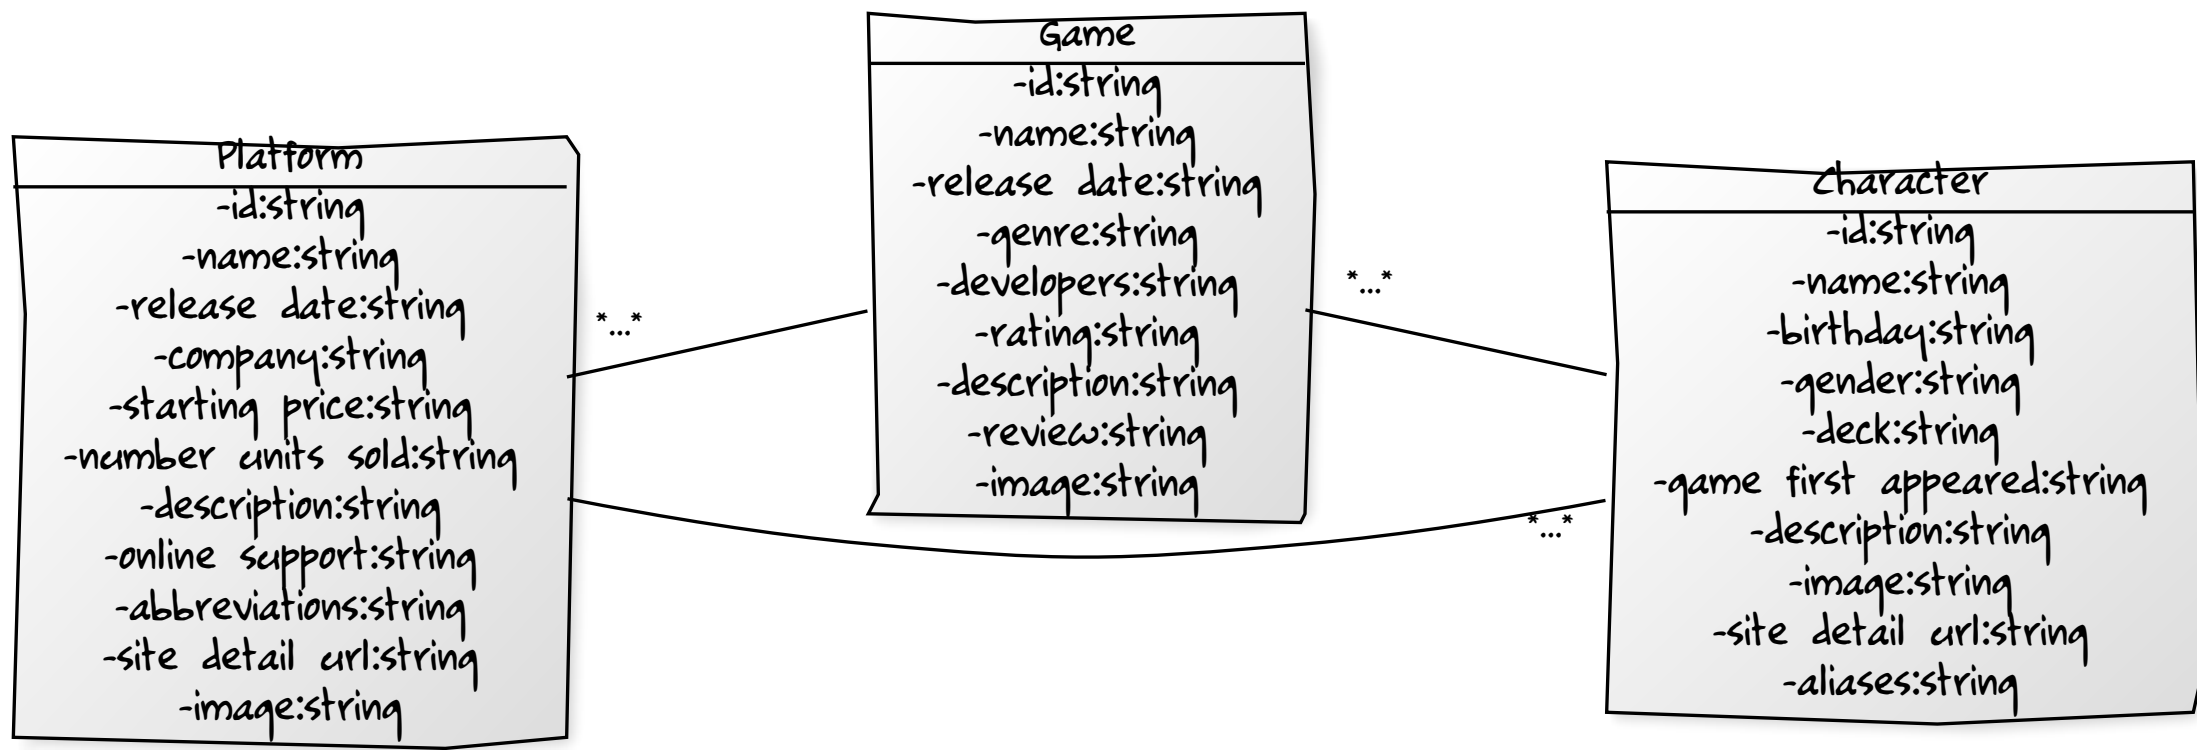 Platform
-id:string
-name:string
-release date:string
-company:string
-starting price:string
-number units sold:string
-description:string
-online support:string
-abbreviations:string
-site detail url:string
-image:string
*...*
Game
-id:string
-name:string
-release date:string
-genre:string
-developers:string
-rating:string
-description:string
-review:string
-image:string
*...*
*...*
Character
-id:string
-name:string
-birthday:string
-gender:string
-deck:string
-game first appeared:string
-description:string
-image:string
-site detail url:string
-aliases:string